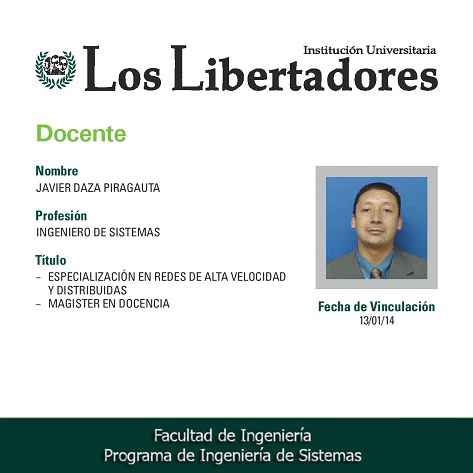 Institución Universitaria
Los Libertadores
Docente
Nombre
JAVIER DAZA PIRAGAUTA
Profesión
INGENIERO DE SISTEMAS
Título
– ESPECIALIZACIÓN EN REDES DE ALTA VELOCIDAD
Y DISTRIBUIDAS
– MAGISTER EN DOCENCIA
Fecha de Vinculación
13/01/14
Facultad de Ingeniería
Programa de Ingeniería de Sistemas